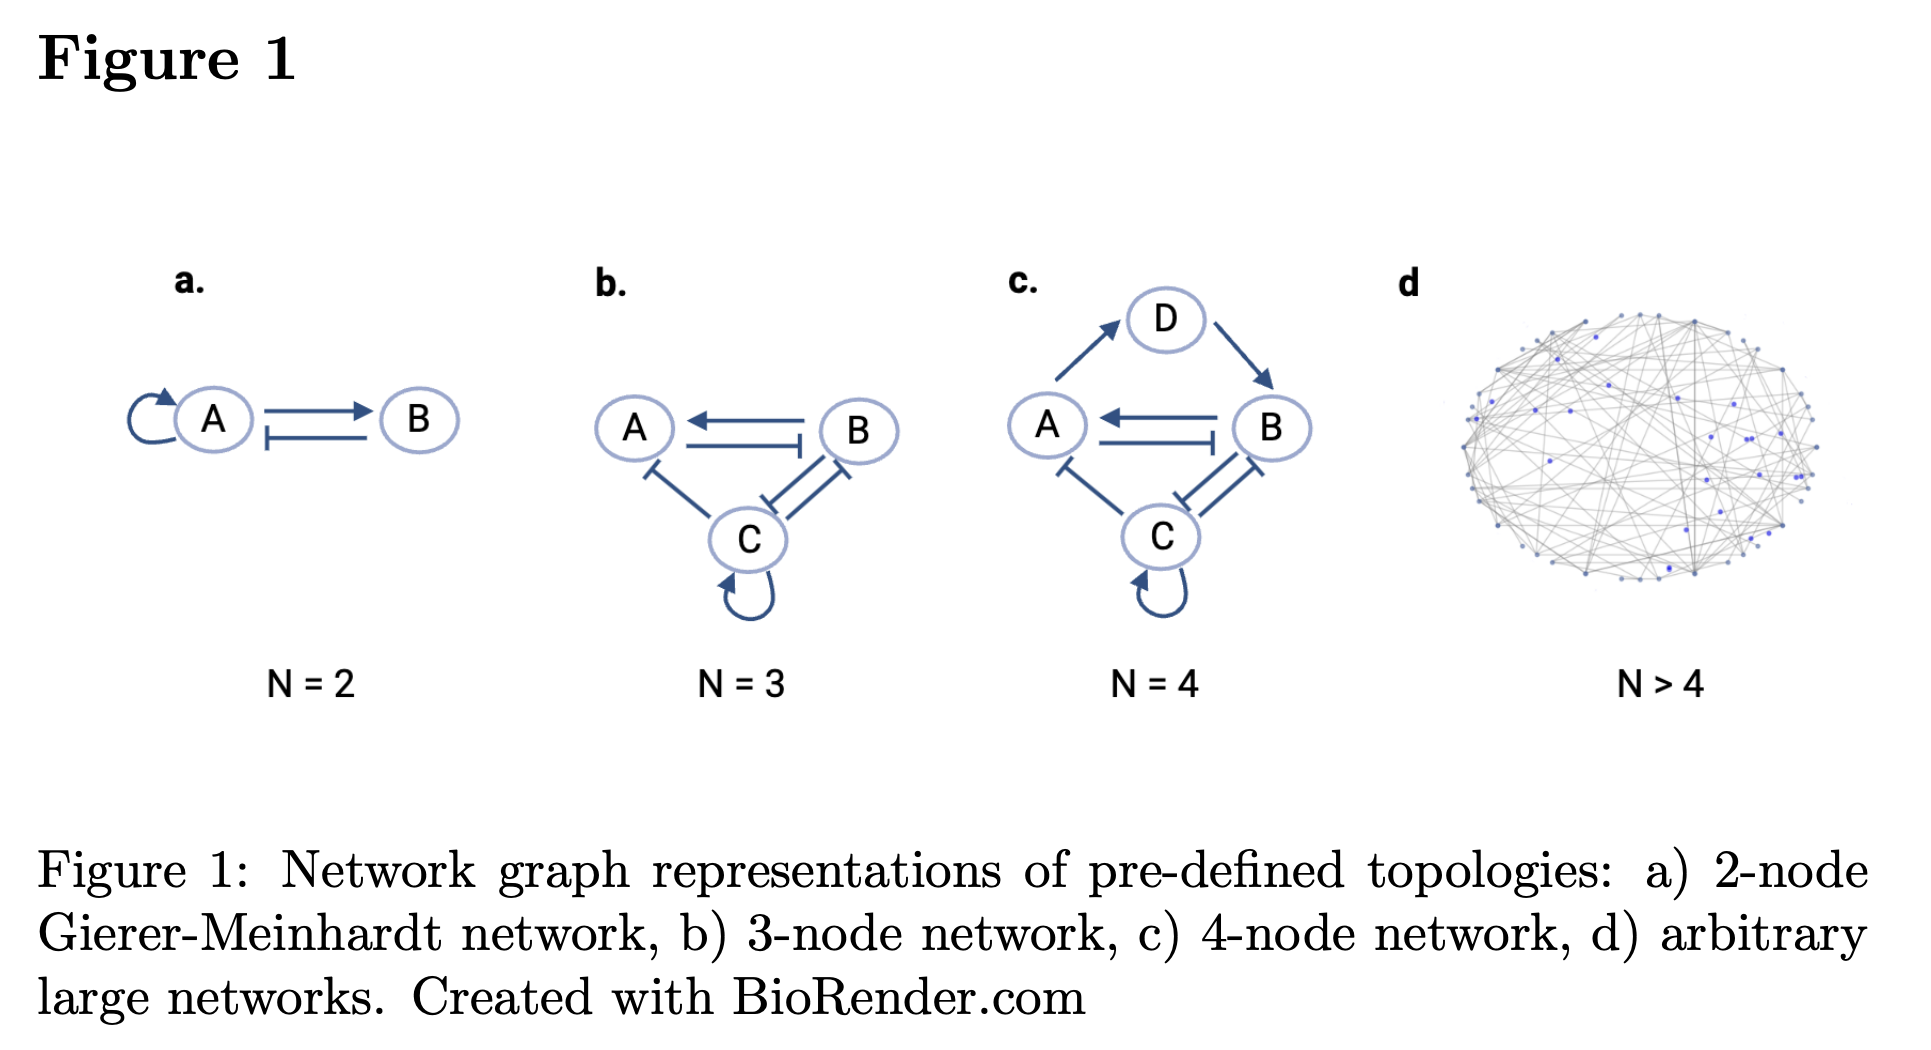 Figure 1
a.
b.
c.
d
A
B
A
B
C
D
A
B
C
N = 2
N = 3
N = 4
N > 4
Figure 1: Network graph representations of pre-defined topologies: a) 2-node
Gierer-Meinhardt network, b) 3-node network, c) 4-node network, d) arbitrary
large networks. Created with BioRender.com